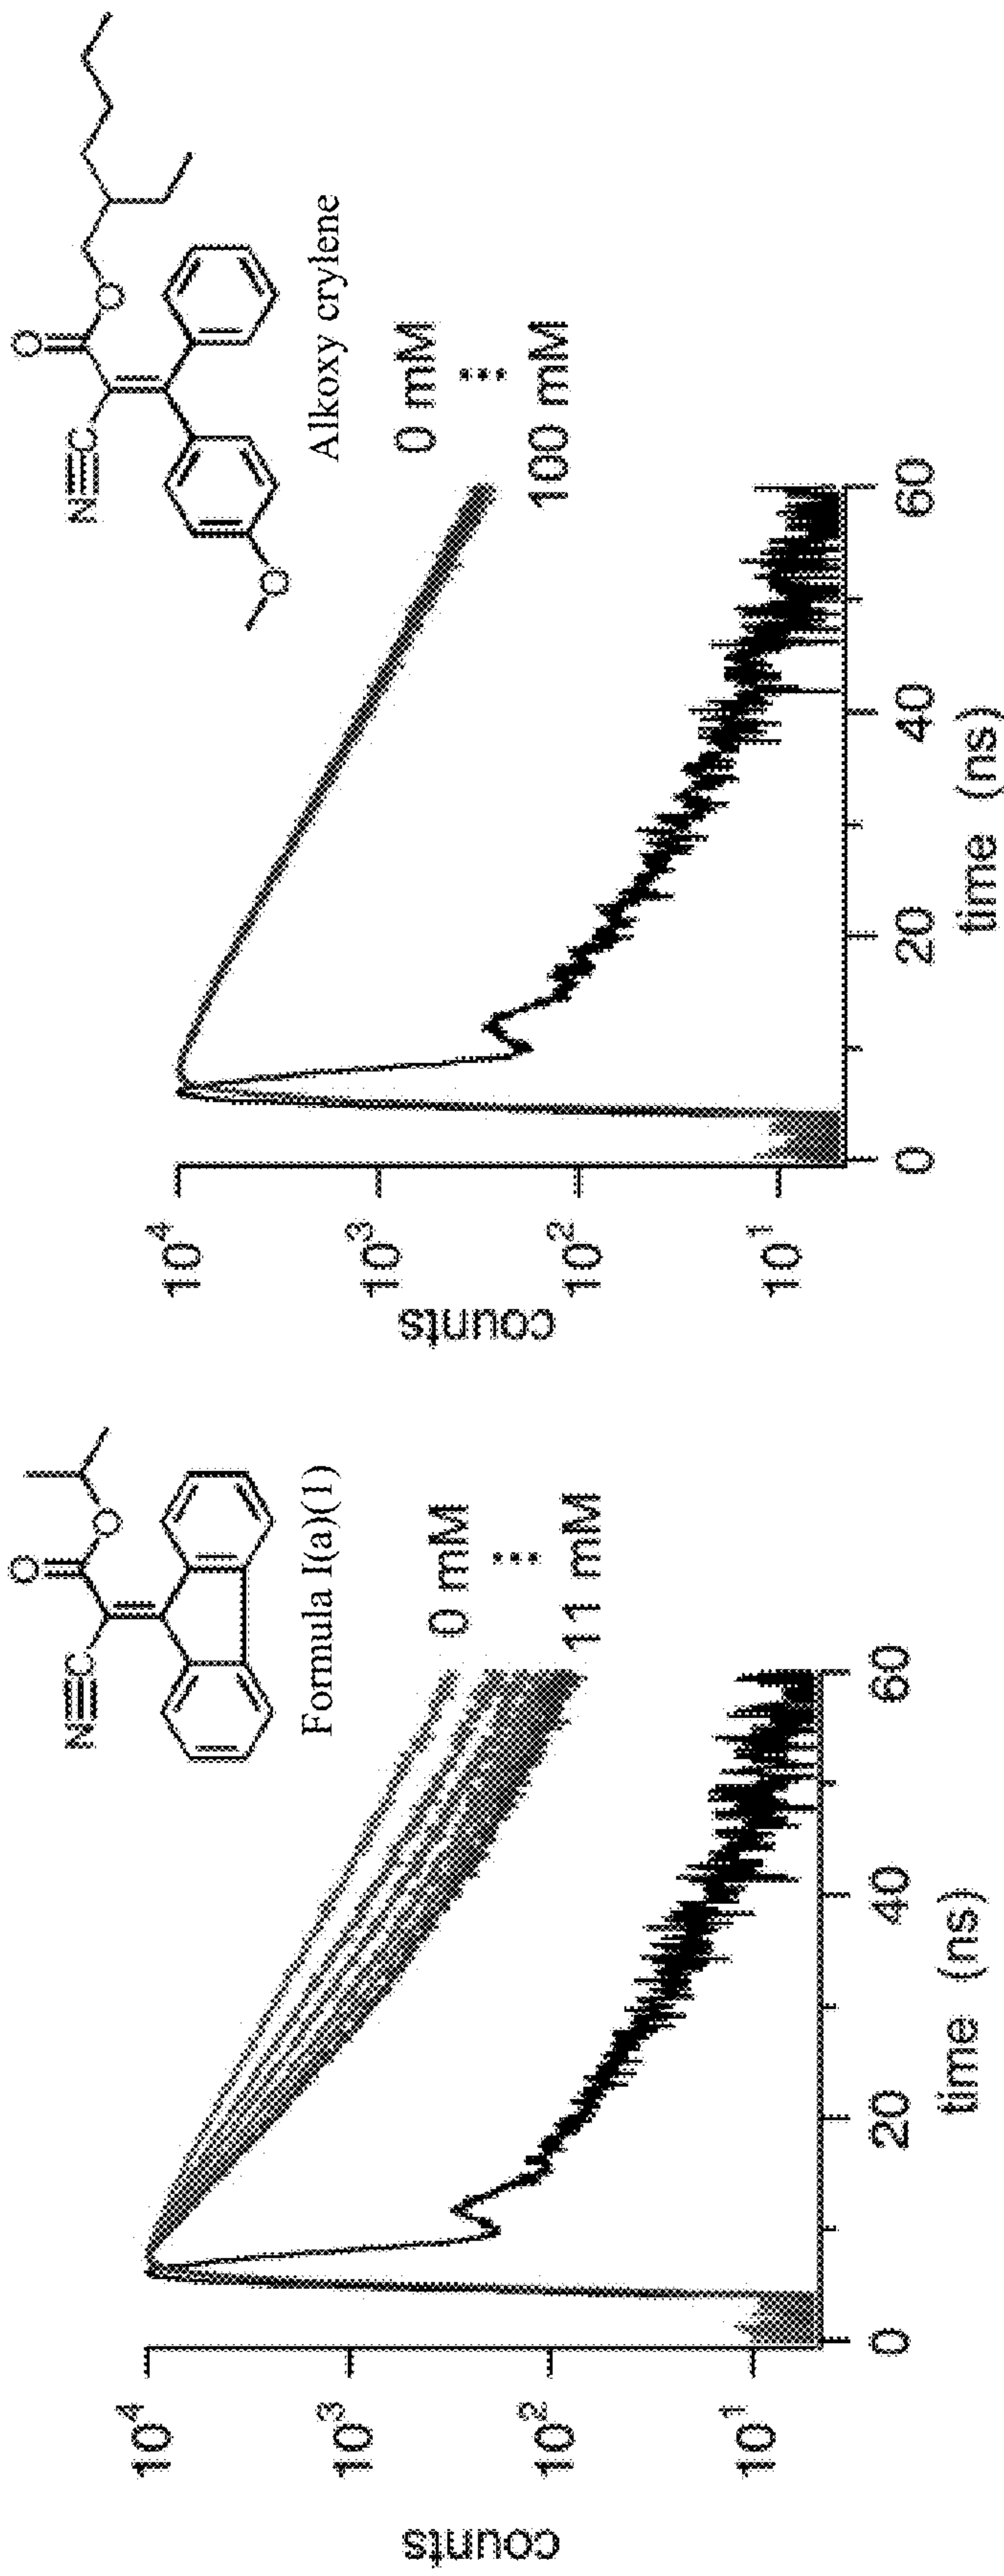 N≡C
O
O
Formula I(a)(1)
0 mM
⋮
11 mM
counts
10^4
10^3
10^2
10^1
0
20
40
60
time (ns)
N≡C
O
O
O
Alkoxy crylene
0 mM
⋮
100 mM
counts
10^4
10^3
10^2
10^1
0
20
40
60
time (ns)